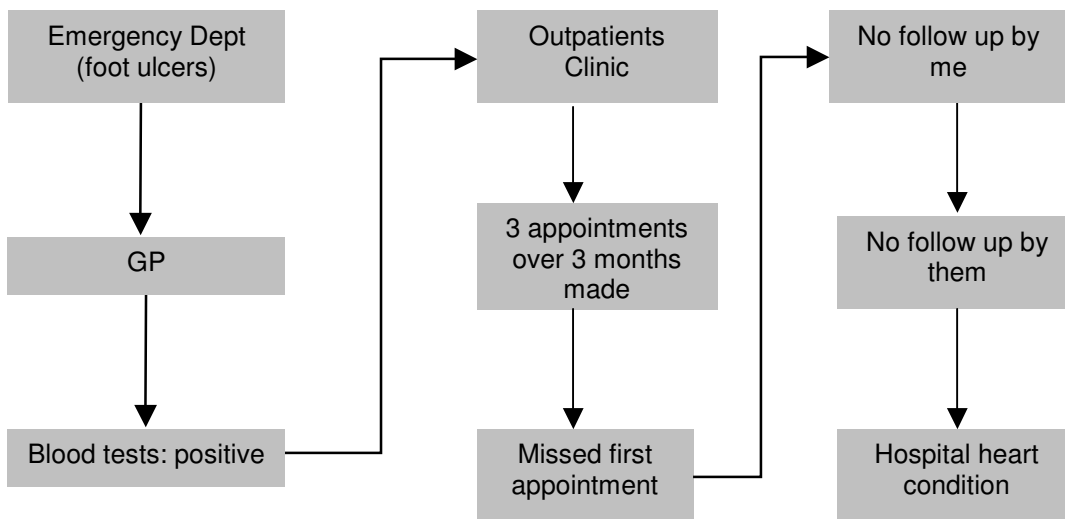 Emergency Dept
(foot ulcers)
GP
Blood tests: positive
Outpatients
Clinic
3 appointments
over 3 months
made
Missed first
appointment
No follow up by
me
No follow up by
them
Hospital heart
condition